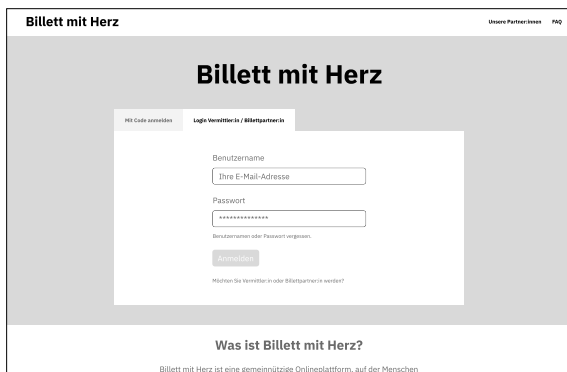 Billett mit Herz
Unsere Partner:innen FAQ
Billett mit Herz
Mit Code anmelden
Login Vermittler:in / Billettpartner:in
Benutzername
Ihre E-Mail-Adresse
Passwort
**************
Benutzernamen oder Passwort vergessen.
Anmelden
Möchten Sie Vermittler:in oder Billettpartner:in werden?
Was ist Billett mit Herz?
Billett mit Herz ist eine gemeinnützige Onlineplattform, auf der Menschen